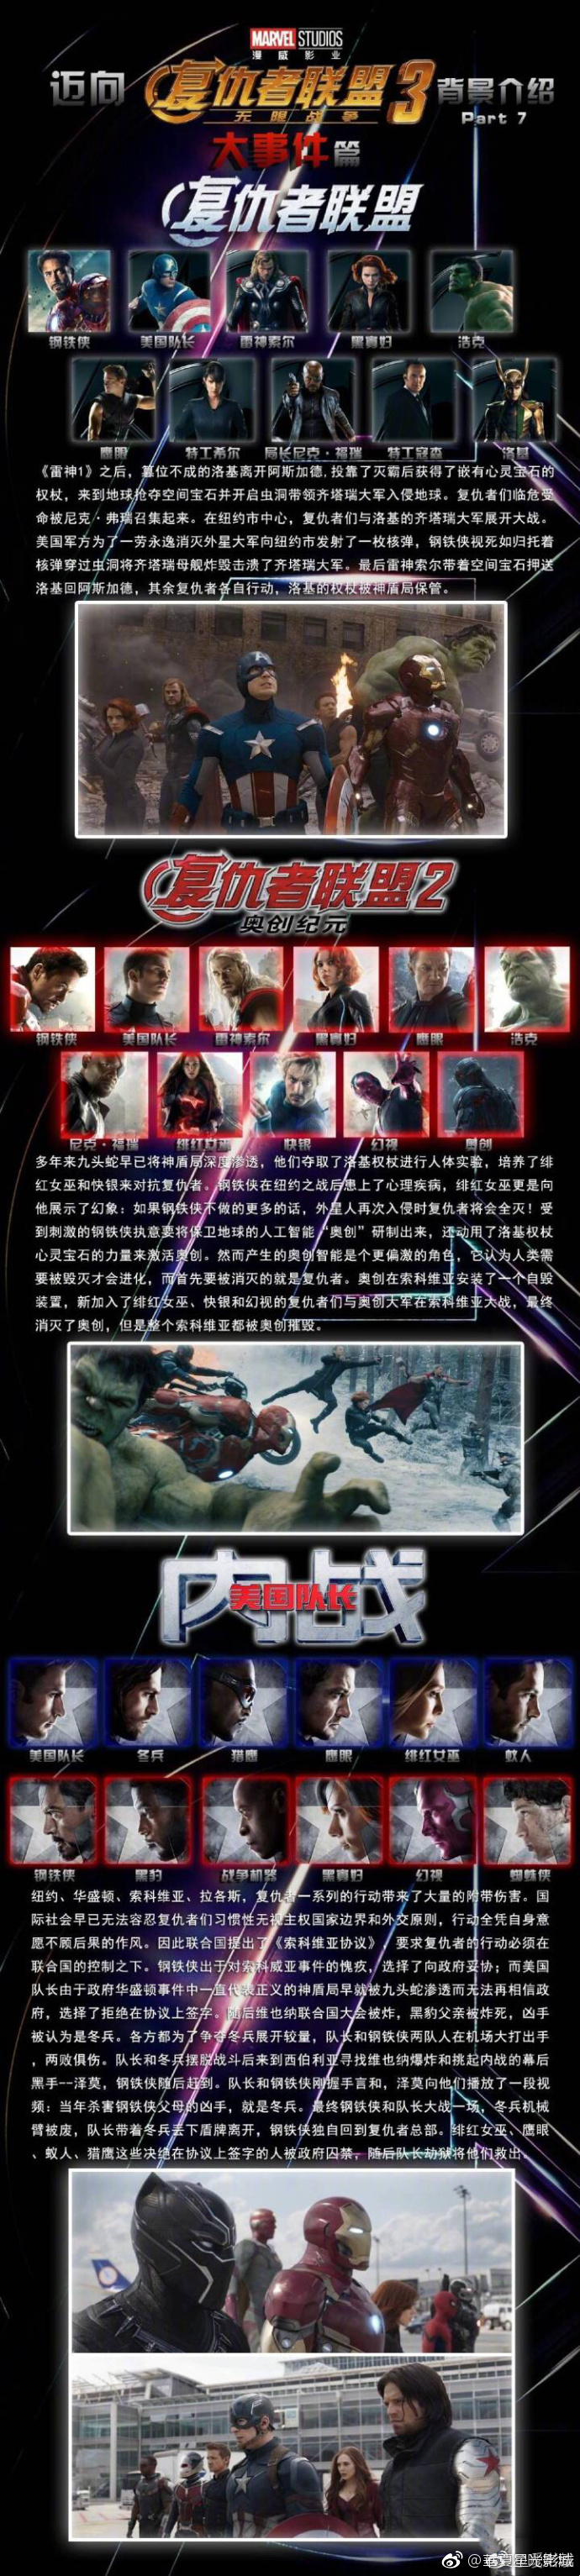 MARVEL STUDIOS
漫威影业
迈向 复仇者联盟3 背景介绍
无限战争
Part 7
大事件篇
复仇者联盟
钢铁侠 美国队长 雷神索尔 黑寡妇 浩克
鹰眼 特工希尔 局长尼克·福瑞 特工寇森 洛基
《雷神1》之后，篡位不成的洛基离开阿斯加德,投靠了灭霸后获得了嵌有心灵宝石的
权杖，来到地球抢夺空间宝石并开启虫洞带领齐塔瑞大军入侵地球。复仇者们临危受
命被尼克·弗瑞召集起来。在纽约市中心，复仇者们与洛基的齐塔瑞大军展开大战。
美国军方为了一劳永逸消灭外星大军向纽约市发射了一枚核弹，钢铁侠视死如归托着
核弹穿过虫洞将齐塔瑞母舰炸毁击溃了齐塔瑞大军。最后雷神索尔带着空间宝石押送
洛基回阿斯加德，其余复仇者各自行动，洛基的权杖被神盾局保管。
复仇者联盟2
奥创纪元
钢铁侠 美国队长 雷神索尔 黑寡妇 鹰眼 浩克
尼克·福瑞 绯红女巫 快银 幻视 奥创
多年来九头蛇早已将神盾局深度渗透，他们夺取了洛基权杖进行人体实验，培养了绯
红女巫和快银来对抗复仇者。钢铁侠在纽约之战后患上了心理疾病，绯红女巫更是向
他展示了幻象：如果钢铁侠不做的更多的话，外星人再次入侵时复仇者将会全灭！受
到刺激的钢铁侠执意要将保卫地球的人工智能“奥创”研制出来，还动用了洛基权杖
心灵宝石的力量来激活奥创。然而产生的奥创智能是个更偏激的角色，它认为人类需
要被毁灭才会进化，而首先要被消灭的就是复仇者。奥创在索科维亚安装了一个自毁
装置，新加入了绯红女巫、快银和幻视的复仇者们与奥创大军在索科维亚大战，最终
消灭了奥创，但是整个索科维亚都被奥创摧毁。
内战
美国队长
美国队长 冬兵 猎鹰 鹰眼 绯红女巫 蚁人
钢铁侠 黑豹 战争机器 黑寡妇 幻视 蜘蛛侠
纽约、华盛顿、索科维亚、拉各斯，复仇者一系列的行动带来了大量的附带伤害。国
际社会早已无法容忍复仇者们习惯性无视主权国家边界和外交原则，行动全凭自身意
愿不顾后果的作风。因此联合国提出了《索科维亚协议》，要求复仇者的行动必须在
联合国的控制之下。钢铁侠出于对索科威亚事件的愧疚，选择了向政府妥协；而美国
队长由于政府华盛顿事件中一直代表正义的神盾局早就被九头蛇渗透而无法再相信政
府，选择了拒绝在协议上签字。随后维也纳联合国大会被炸，黑豹父亲被炸死，凶手
被认为是冬兵。各方都为了争夺冬兵展开较量，队长和钢铁侠两队人在机场大打出手
，两败俱伤。队长和冬兵摆脱战斗后来到西伯利亚寻找维也纳爆炸和挑起内战的幕后
黑手--泽莫，钢铁侠随后赶到。队长和钢铁侠刚握手言和，泽莫向他们播放了一段视
频：当年杀害钢铁侠父母的凶手，就是冬兵。最终钢铁侠和队长大战一场，冬兵机械
臂被废，队长带着冬兵丢下盾牌离开，钢铁侠独自回到复仇者总部。绯红女巫、鹰眼
、蚁人、猎鹰这些决绝在协议上签字的人被政府囚禁，随后队长劫狱将他们救出。
星光影城